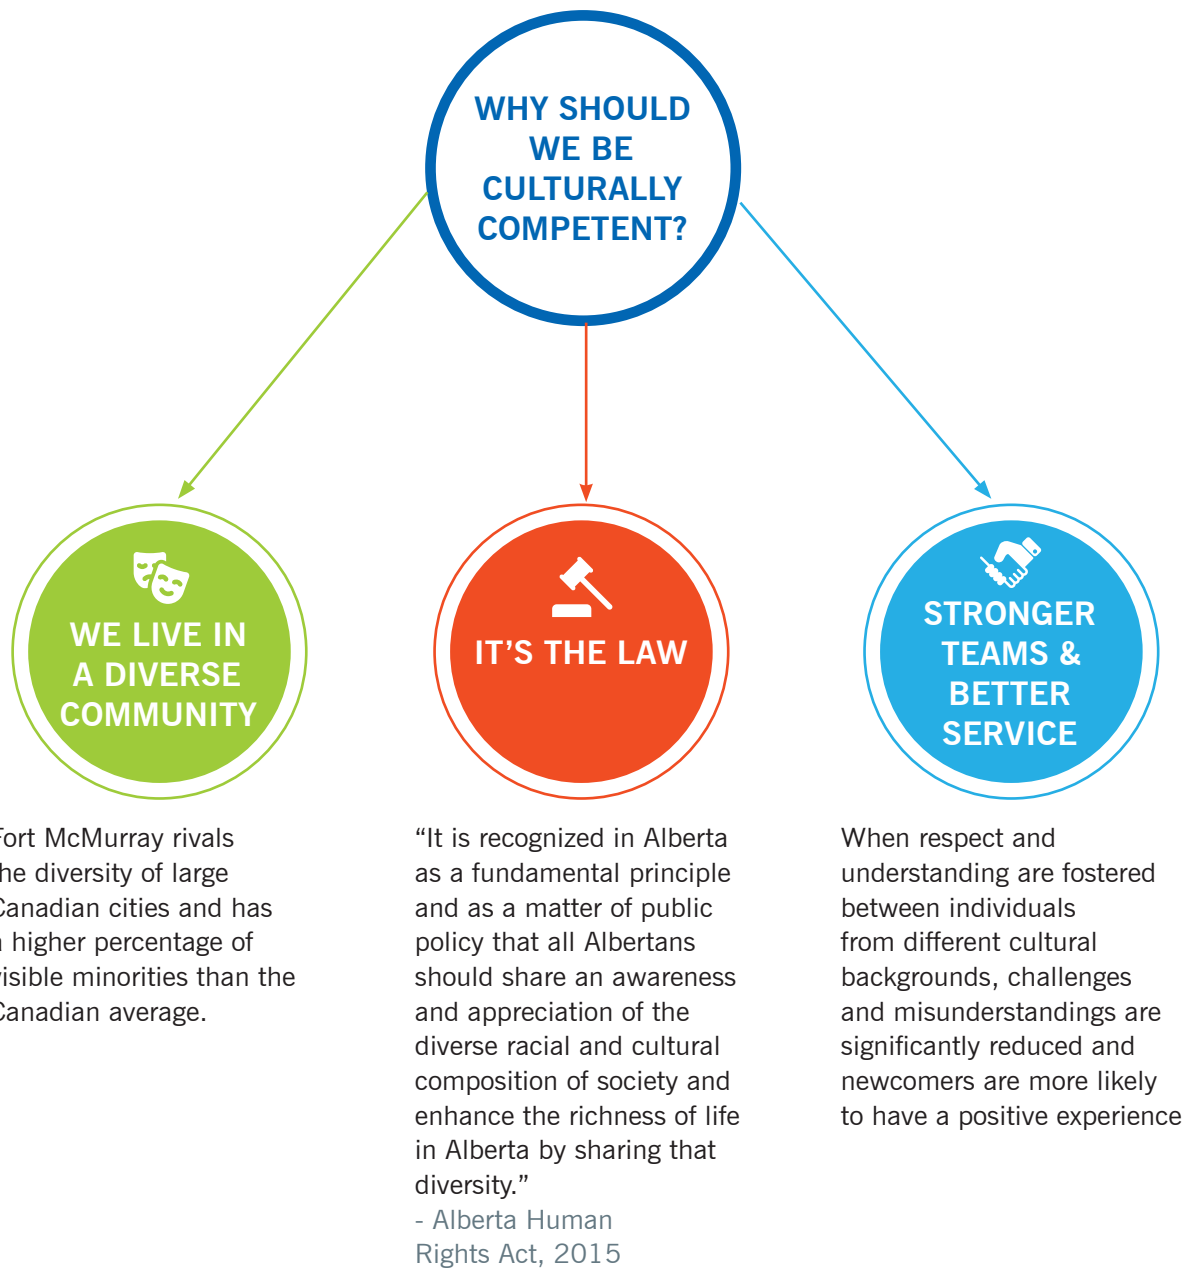 WHY SHOULD
WE BE
CULTURALLY
COMPETENT?
WE LIVE IN
A DIVERSE
COMMUNITY
IT’S THE LAW
STRONGER
TEAMS &
BETTER
SERVICE
Fort McMurray rivals
the diversity of large
Canadian cities and has
a higher percentage of
visible minorities than the
Canadian average.
“It is recognized in Alberta
as a fundamental principle
and as a matter of public
policy that all Albertans
should share an awareness
and appreciation of the
diverse racial and cultural
composition of society and
enhance the richness of life
in Alberta by sharing that
diversity.”
- Alberta Human
Rights Act, 2015
When respect and
understanding are fostered
between individuals
from different cultural
backgrounds, challenges
and misunderstandings are
significantly reduced and
newcomers are more likely
to have a positive experience